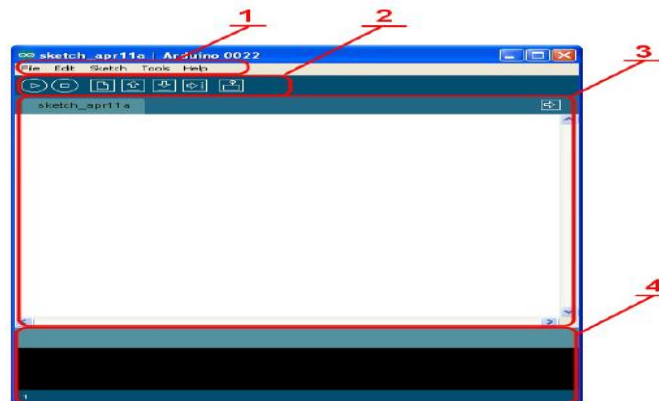 1
2
sketch_apr11a | Arduino 0022
3
File Edit Sketch Tools Help
sketch_apr11a
4
1